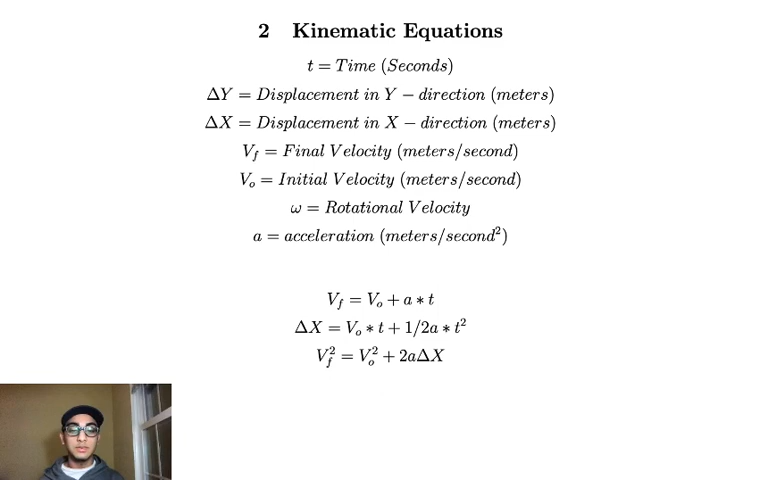 2 Kinematic Equations
t = Time (Seconds)
ΔY = Displacement in Y − direction (meters)
ΔX = Displacement in X − direction (meters)
V_f = Final Velocity (meters/second)
V_o = Initial Velocity (meters/second)
ω = Rotational Velocity
a = acceleration (meters/second²)
V_f = V_o + a ∗ t
ΔX = V_o ∗ t + 1/2a ∗ t²
V_f² = V_o² + 2aΔX